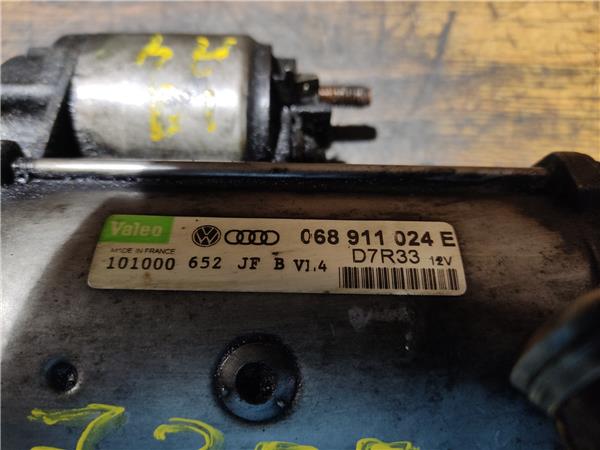 Valeo 068 911 024 E
MADE IN FRANCE D7R33 12V
101000 652 JF B V1.4